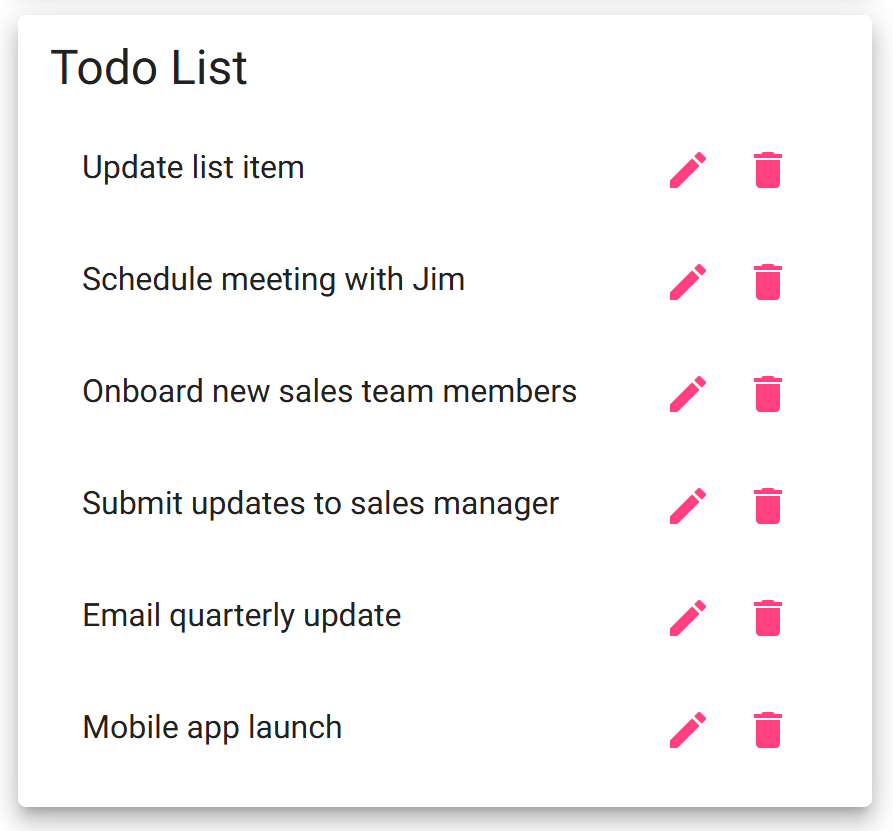 Todo List
Update list item
Schedule meeting with Jim
Onboard new sales team members
Submit updates to sales manager
Email quarterly update
Mobile app launch